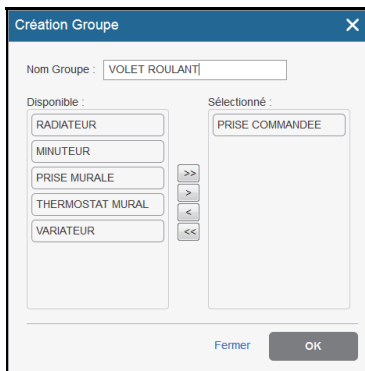 Création Groupe
Nom Groupe : VOLET ROULANT
Disponible :
RADIATEUR
MINUTEUR
PRISE MURALE
THERMOSTAT MURAL
VARIATEUR
>>
>
<
<<
Sélectionné :
PRISE COMMANDEE
Fermer
OK